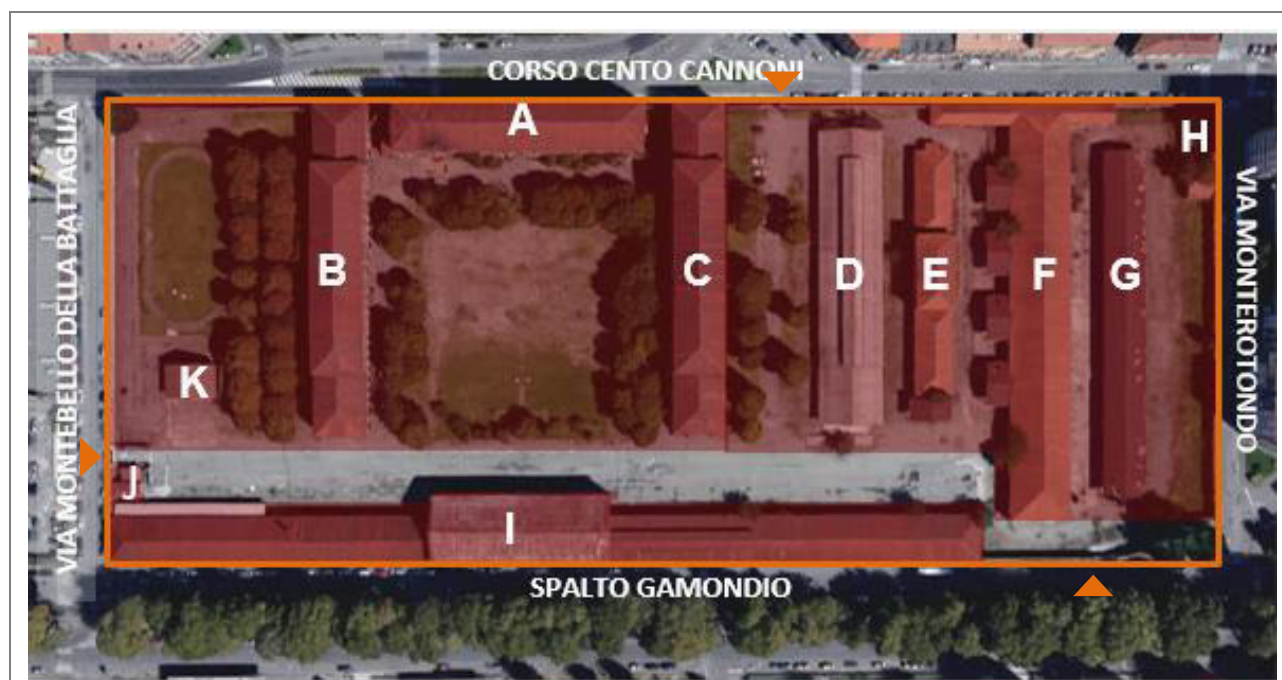 CORSO CENTO CANNONI
VIA MONTEBELLO DELLA BATTAGLIA
A
H
VIA MONTEROTONDO
B
C
D
E
F
G
K
J
I
SPALTO GAMONDIO